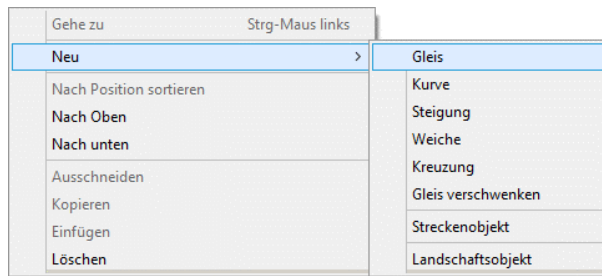 Gehe zu Strg-Maus links
Neu >
Nach Position sortieren
Nach Oben
Nach unten
Ausschneiden
Kopieren
Einfügen
Löschen
Gleis
Kurve
Steigung
Weiche
Kreuzung
Gleis verschwenken
Streckenobjekt
Landschaftsobjekt